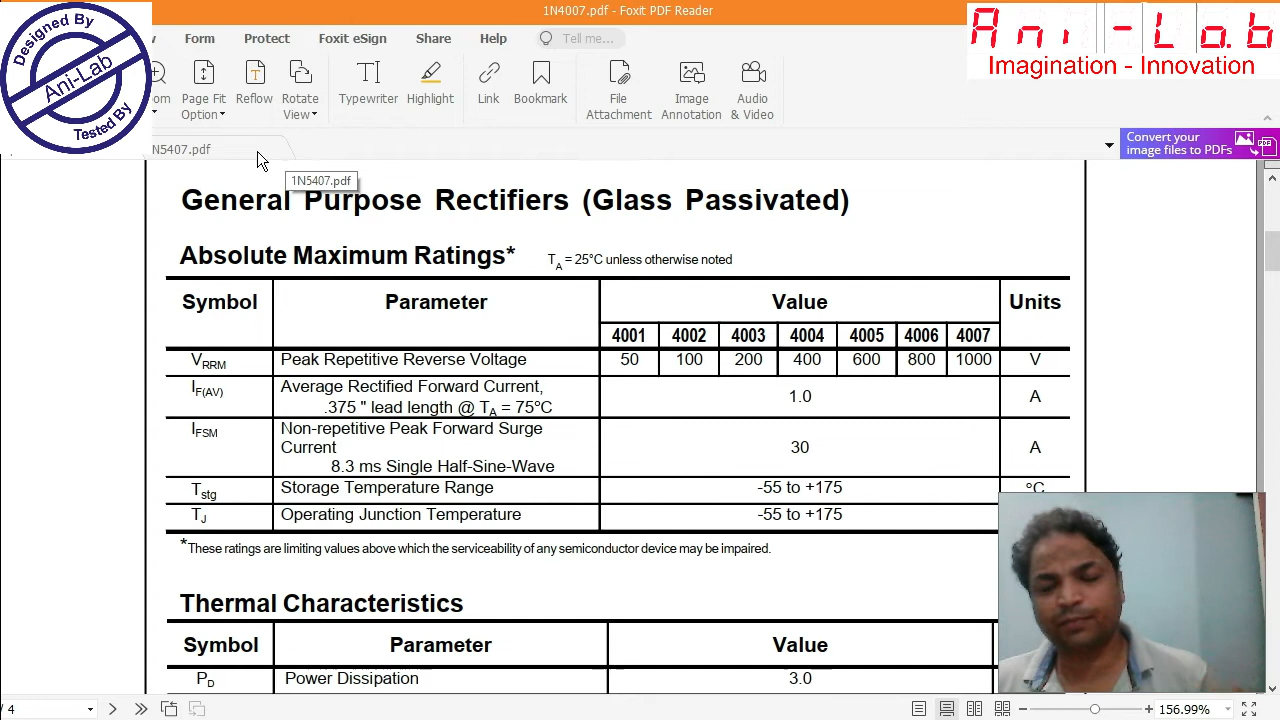 1N4007.pdf - Foxit PDF Reader
Designed By
Ani-Lab
Tested By
Ani-Lab
Imagination - Innovation
Form Protect Foxit eSign Share Help Tell me...
Page Fit Option Reflow Rotate View Typewriter Highlight Link Bookmark File Attachment Image Annotation Audio & Video
N5407.pdf
Convert your
image files to PDFs
PDF
1N5407.pdf
General Purpose Rectifiers (Glass Passivated)
Absolute Maximum Ratings* TA = 25°C unless otherwise noted
Symbol Parameter Value Units
4001 4002 4003 4004 4005 4006 4007
VRRM Peak Repetitive Reverse Voltage 50 100 200 400 600 800 1000 V
IF(AV) Average Rectified Forward Current,
.375 " lead length @ TA = 75°C 1.0 A
IFSM Non-repetitive Peak Forward Surge
Current
8.3 ms Single Half-Sine-Wave 30 A
Tstg Storage Temperature Range -55 to +175 °C
TJ Operating Junction Temperature -55 to +175
*These ratings are limiting values above which the serviceability of any semiconductor device may be impaired.
Thermal Characteristics
Symbol Parameter Value
PD Power Dissipation 3.0
/ 4
156.99%